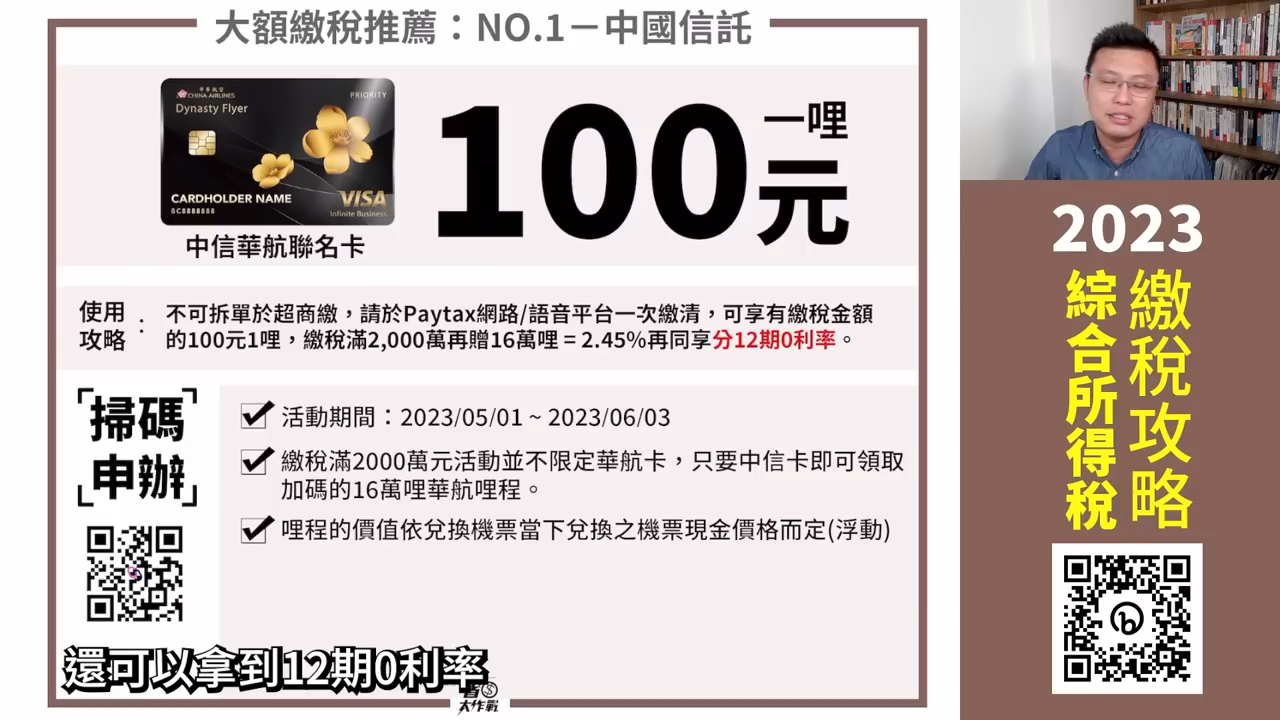 大額繳稅推薦：NO.1－中國信託
中華航空
CHINA AIRLINES
Dynasty Flyer
PRIORITY
CARDHOLDER NAME
BC8888888
VISA
Infinite Business
中信華航聯名卡
100元一哩
使用攻略：
不可拆單於超商繳，請於Paytax網路/語音平台一次繳清，可享有繳稅金額
的100元1哩，繳稅滿2,000萬再贈16萬哩 = 2.45%再同享分12期0利率。
掃碼
申辦
活動期間：2023/05/01 ~ 2023/06/03
繳稅滿2000萬元活動並不限定華航卡，只要中信卡即可領取
加碼的16萬哩華航哩程。
哩程的價值依兌換機票當下兌換之機票現金價格而定(浮動)
還可以拿到12期0利率
大作戰
2023
繳稅攻略
綜合所得稅
b